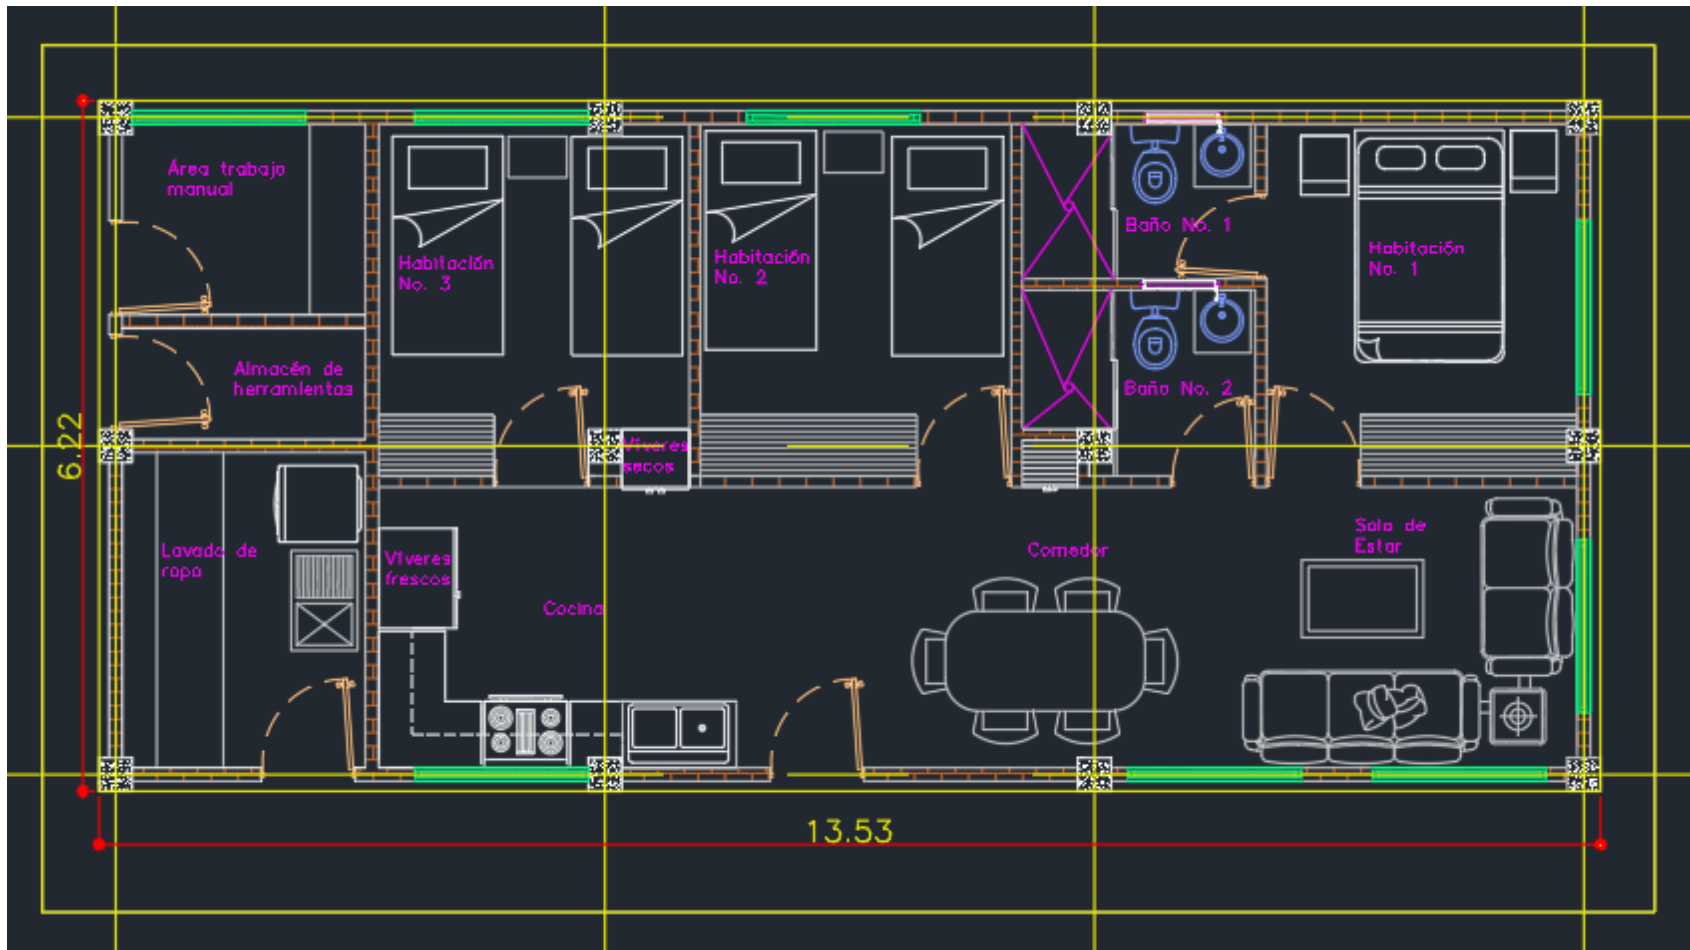 Área trabajo
manual
Habitación
No. 3
Habitación
No. 2
Baño No. 1
Habitación
No. 1
Almacén de
herramientas
Baño No. 2
Víveres
secos
6.22
Lavado de
ropa
Víveres
frescos
Cocina
Comedor
Sala de
Estar
13.53